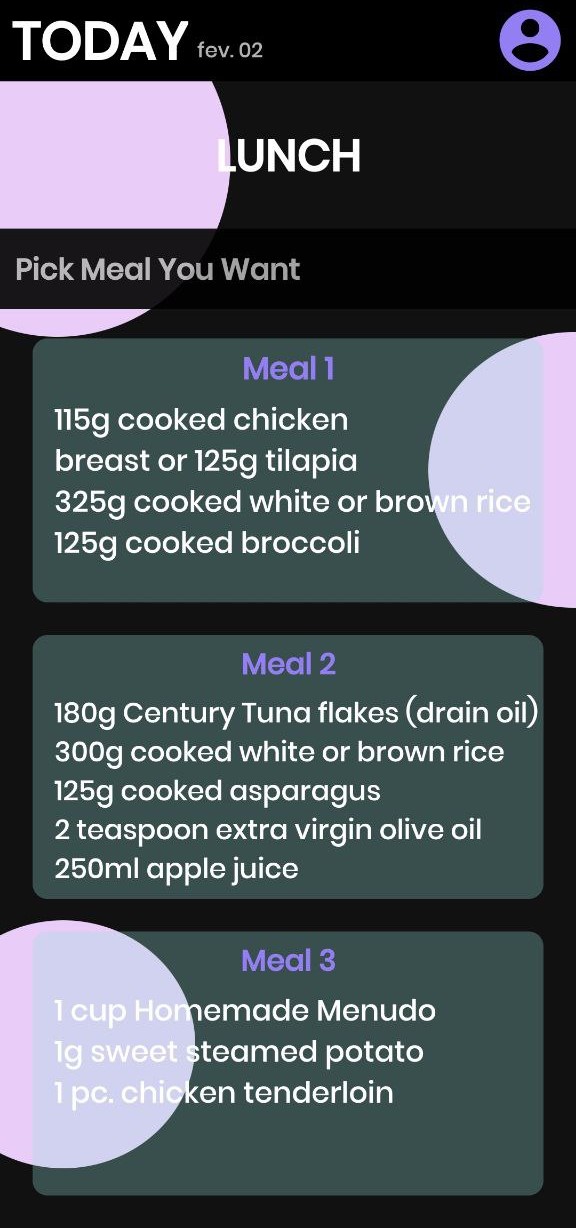 TODAY fev. 02
LUNCH
Pick Meal You Want
Meal 1
115g cooked chicken
breast or 125g tilapia
325g cooked white or brown rice
125g cooked broccoli
Meal 2
180g Century Tuna flakes (drain oil)
300g cooked white or brown rice
125g cooked asparagus
2 teaspoon extra virgin olive oil
250ml apple juice
Meal 3
1 cup Homemade Menudo
1g sweet steamed potato
1 pc. chicken tenderloin